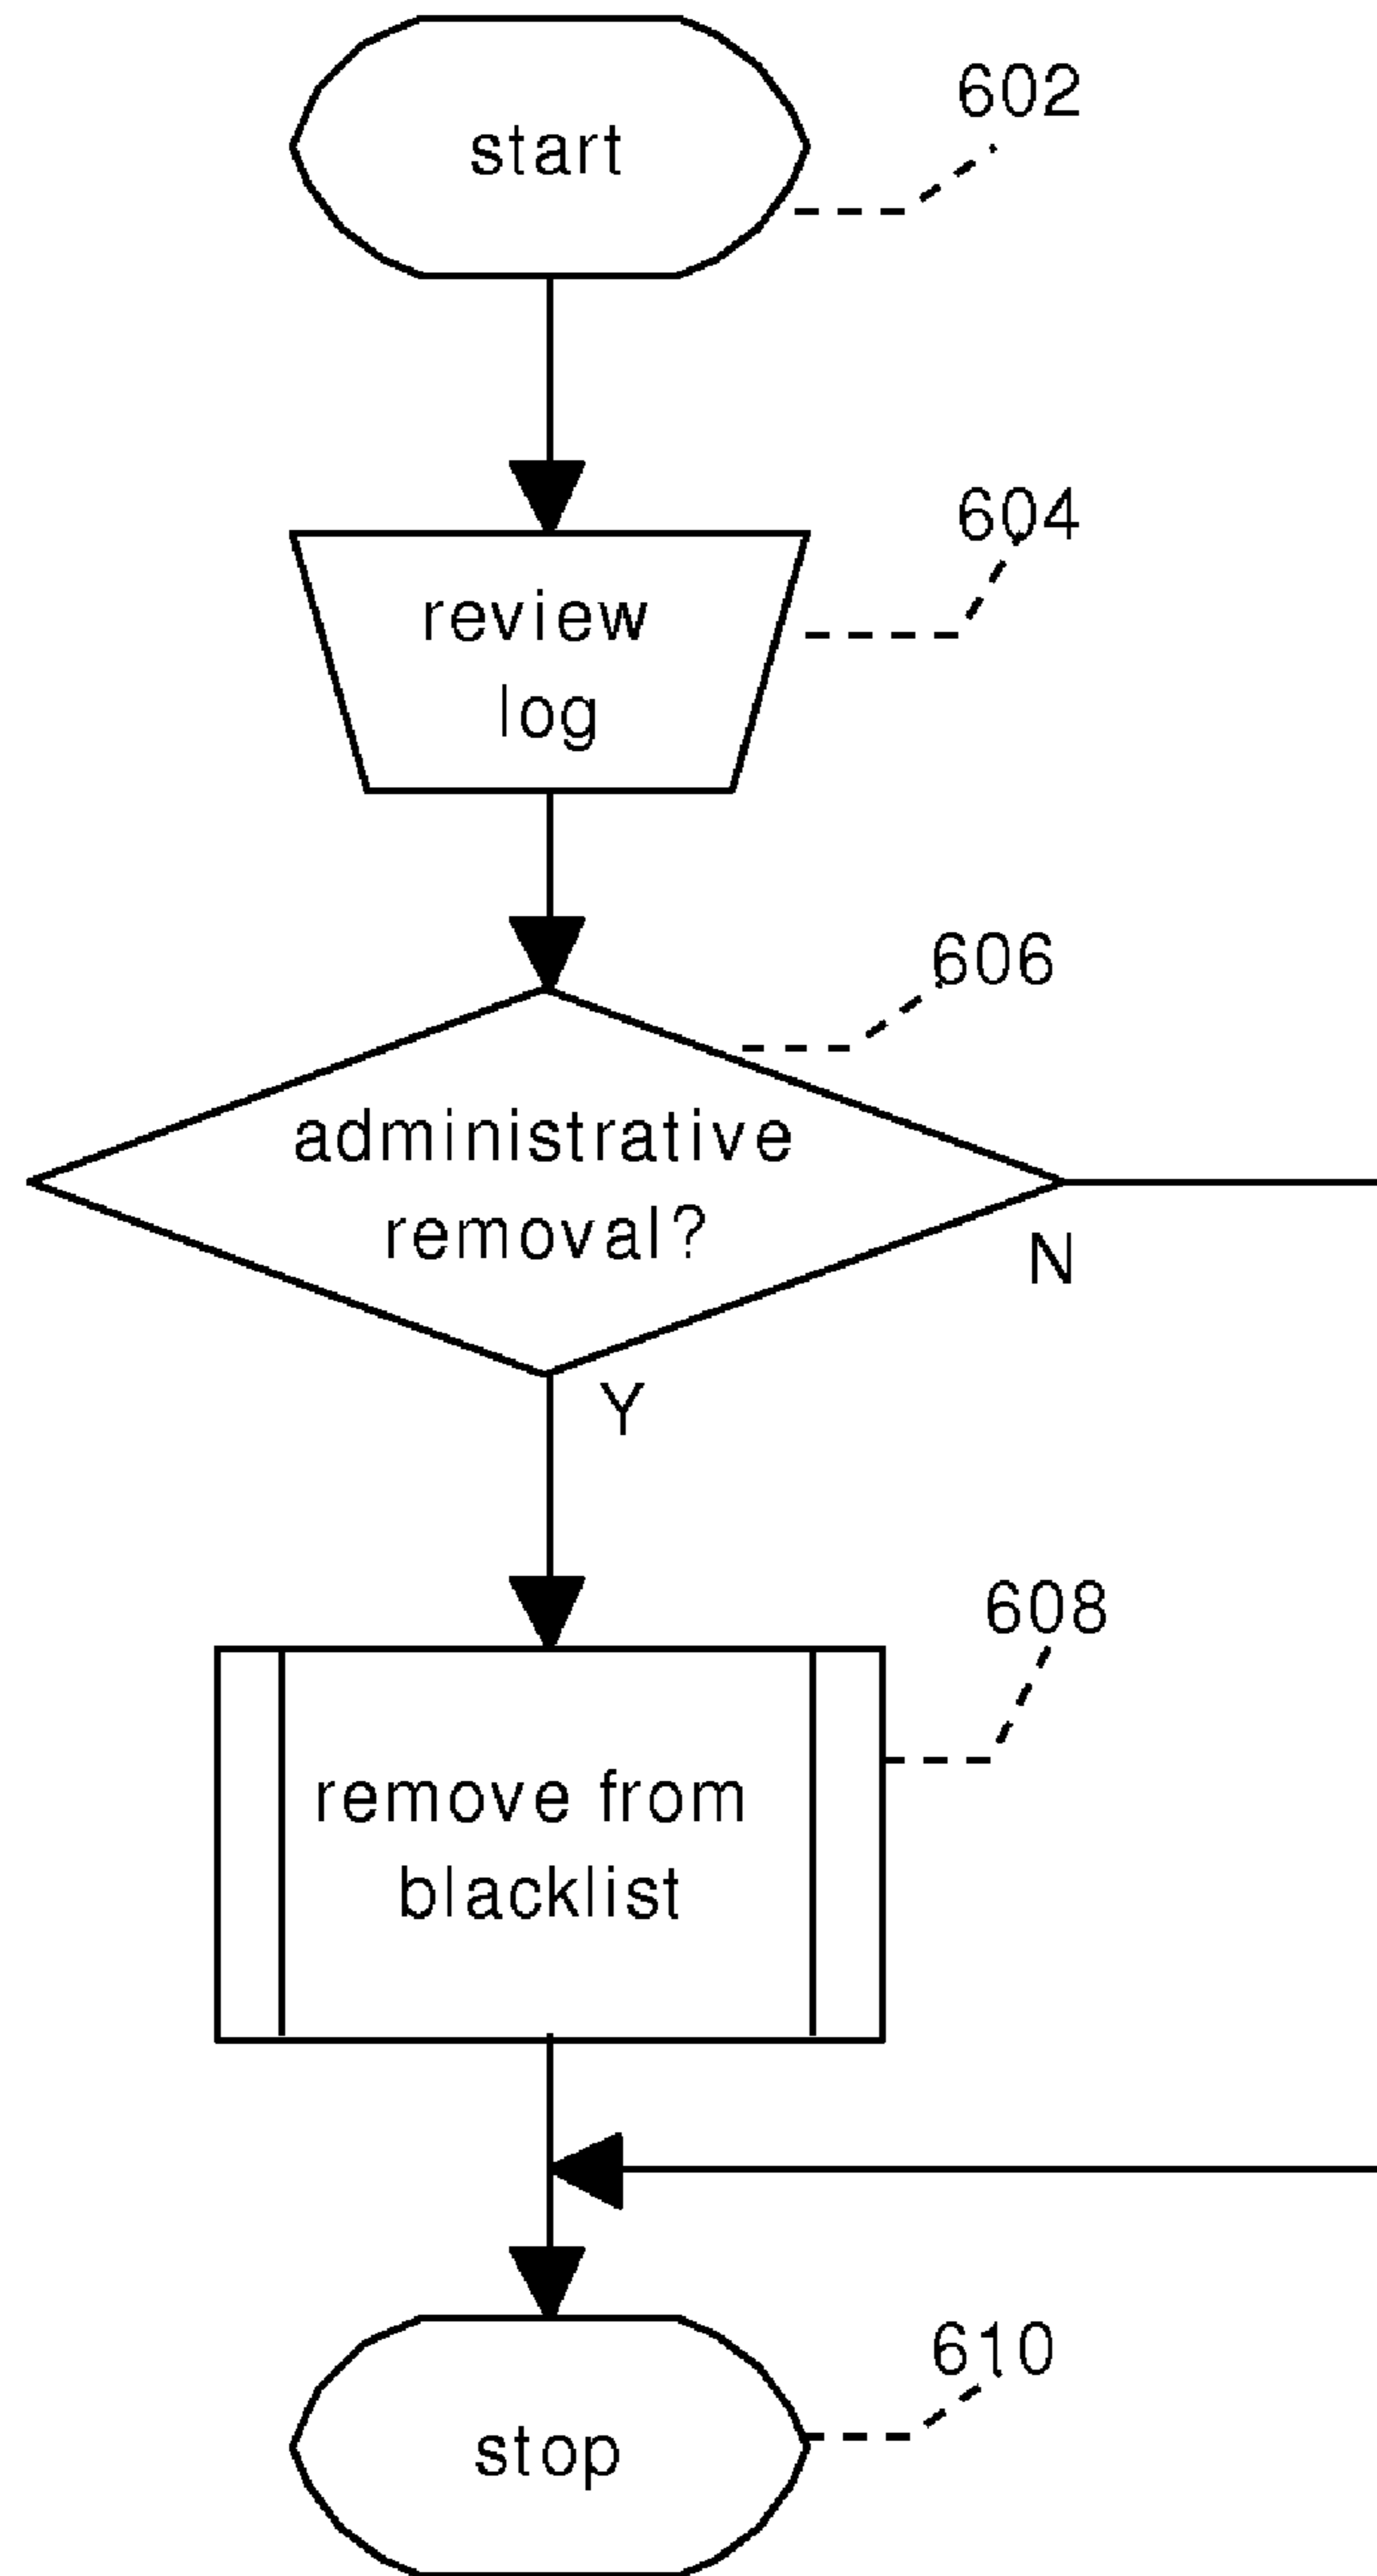 602
start
604
review
log
606
administrative
removal?
N
Y
608
remove from
blacklist
610
stop